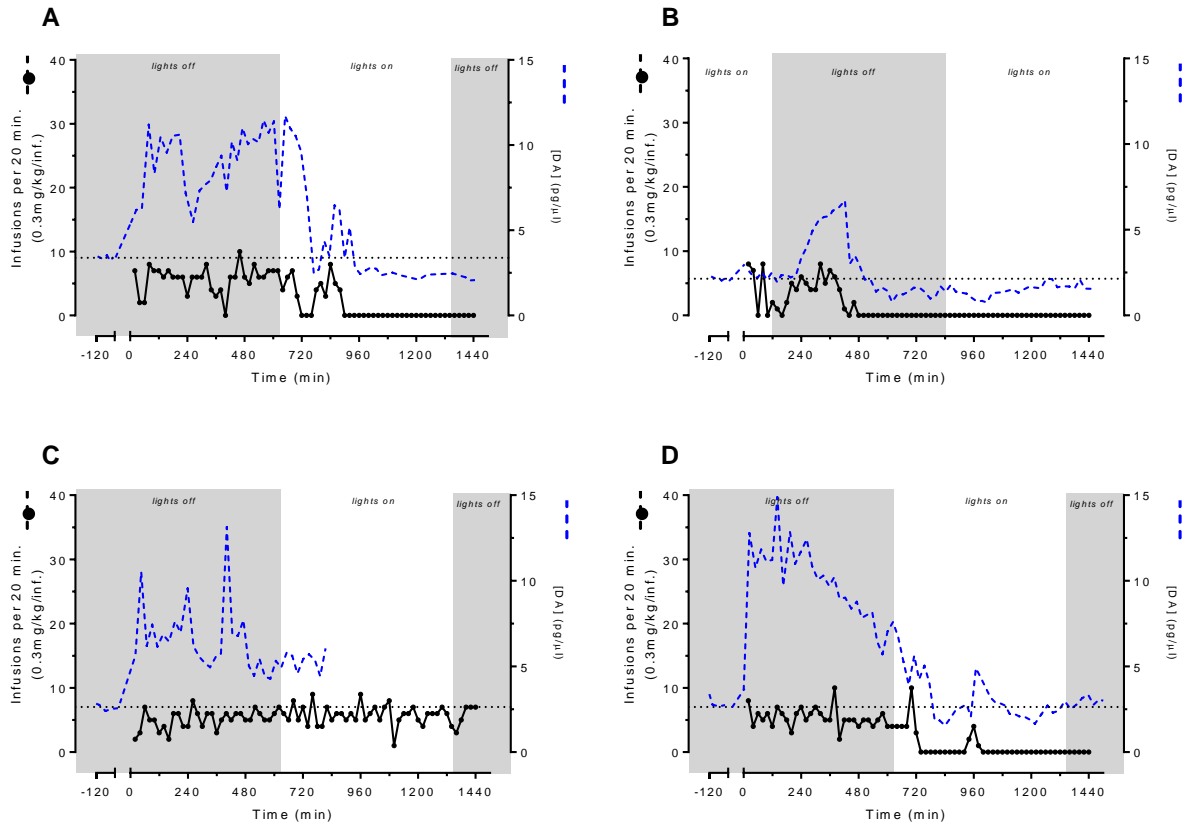 A
lights off
lights on
lights off
Infusions per 20 min.
(0.3mg/kg/inf.)
40
30
20
10
0
15
10
5
0
[DA] (pg/µl)
-120 0 240 480 720 960 1200 1440
Time (min)
B
lights on
lights off
lights on
Infusions per 20 min.
(0.3mg/kg/inf.)
40
30
20
10
0
15
10
5
0
[DA] (pg/µl)
-120 0 240 480 720 960 1200 1440
Time (min)
C
lights off
lights on
lights off
Infusions per 20 min.
(0.3mg/kg/inf.)
40
30
20
10
0
15
10
5
0
[DA] (pg/µl)
-120 0 240 480 720 960 1200 1440
Time (min)
D
lights off
lights on
lights off
Infusions per 20 min.
(0.3mg/kg/inf.)
40
30
20
10
0
15
10
5
0
[DA] (pg/µl)
-120 0 240 480 720 960 1200 1440
Time (min)